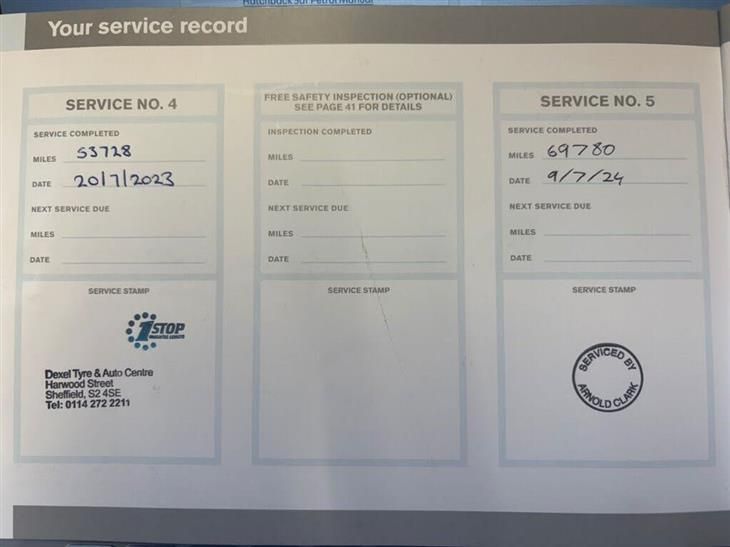 Hatchback 5dr Petrol Manual
Your service record
SERVICE NO. 4
SERVICE COMPLETED
MILES 53728
DATE 20/7/2023
NEXT SERVICE DUE
MILES
DATE
SERVICE STAMP
1STOP
Dexel Tyre & Auto Centre
Harwood Street
Sheffield, S2 4SE
Tel: 0114 272 2211
FREE SAFETY INSPECTION (OPTIONAL)
SEE PAGE 41 FOR DETAILS
INSPECTION COMPLETED
MILES
DATE
NEXT SERVICE DUE
MILES
DATE
SERVICE STAMP
SERVICE NO. 5
SERVICE COMPLETED
MILES 69780
DATE 9/7/24
NEXT SERVICE DUE
MILES
DATE
SERVICE STAMP
SERVICED BY
ARNOLD CLARK